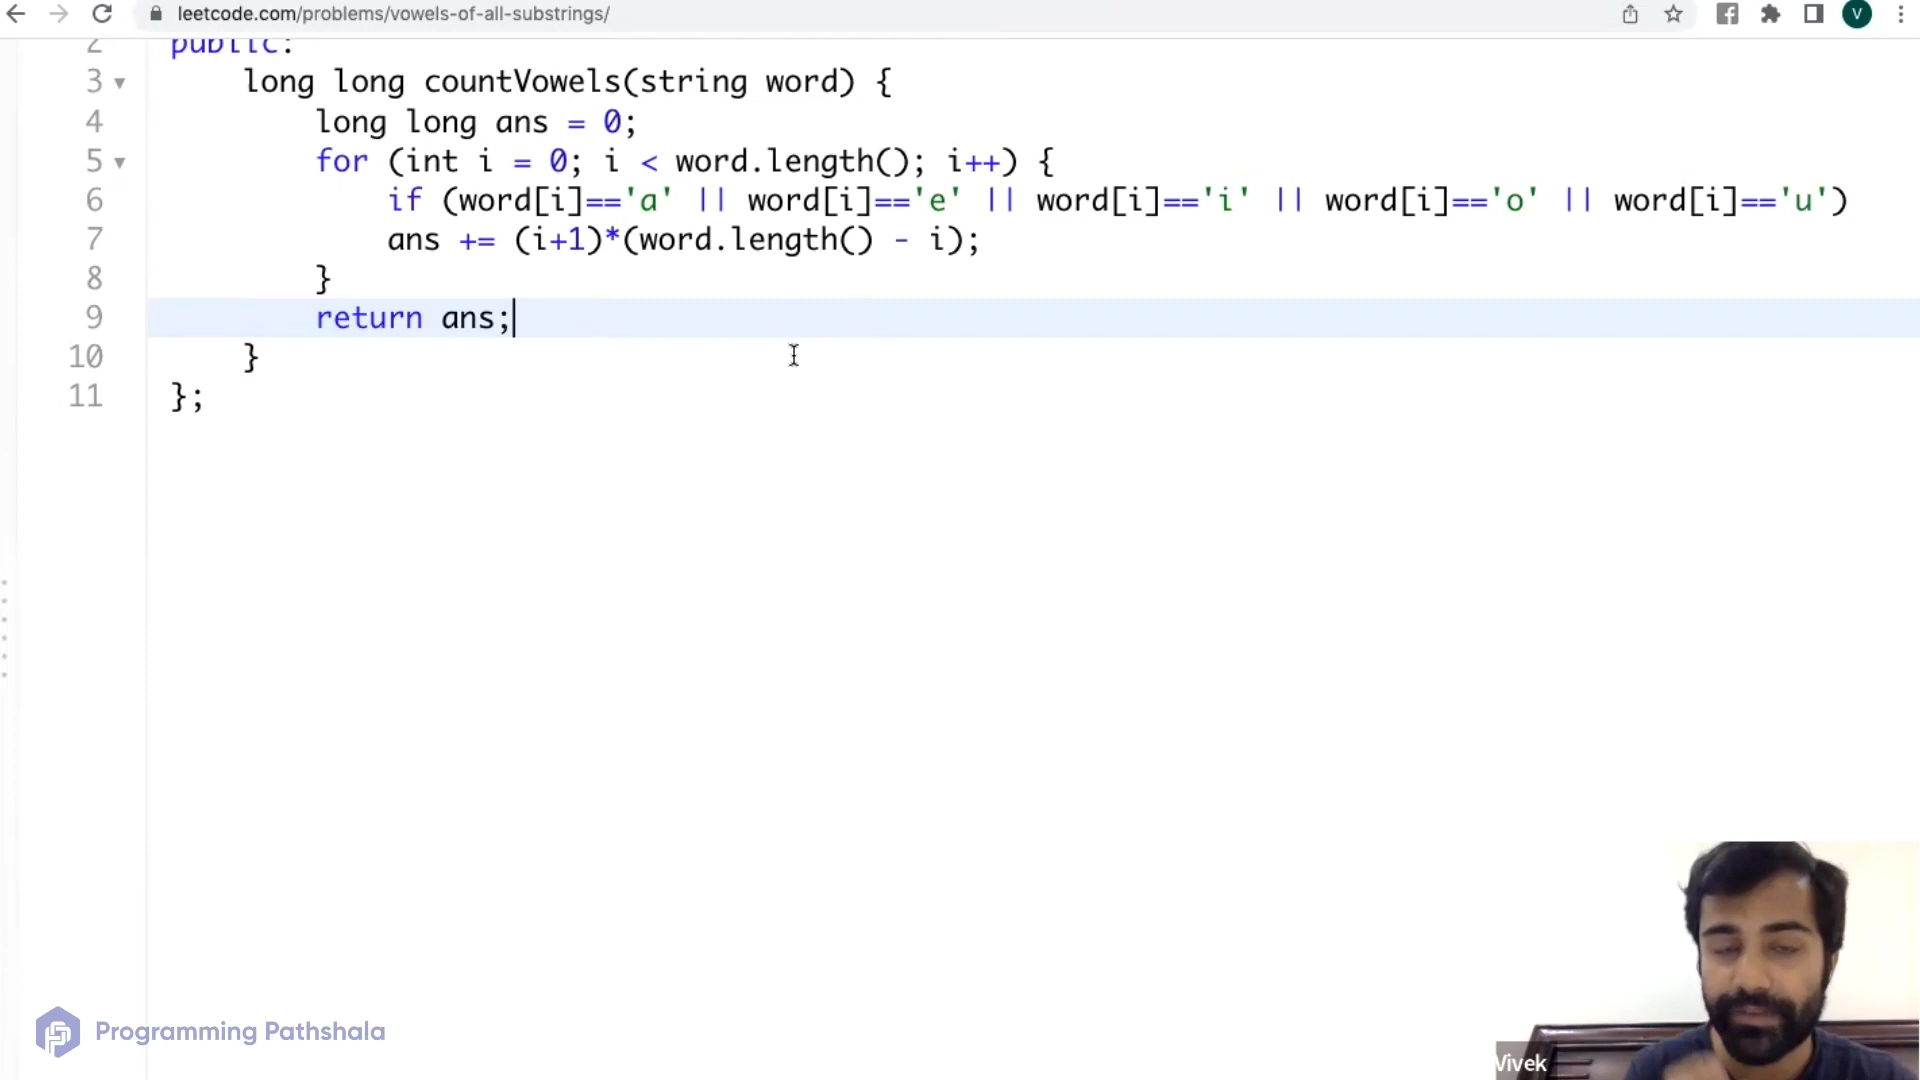 leetcode.com/problems/vowels-of-all-substrings/
V
2 public:
3 long long countVowels(string word) {
4 long long ans = 0;
5 for (int i = 0; i < word.length(); i++) {
6 if (word[i]=='a' || word[i]=='e' || word[i]=='i' || word[i]=='o' || word[i]=='u')
7 ans += (i+1)*(word.length() - i);
8 }
9 return ans;
10 }
11 };
Programming Pathshala
Vivek